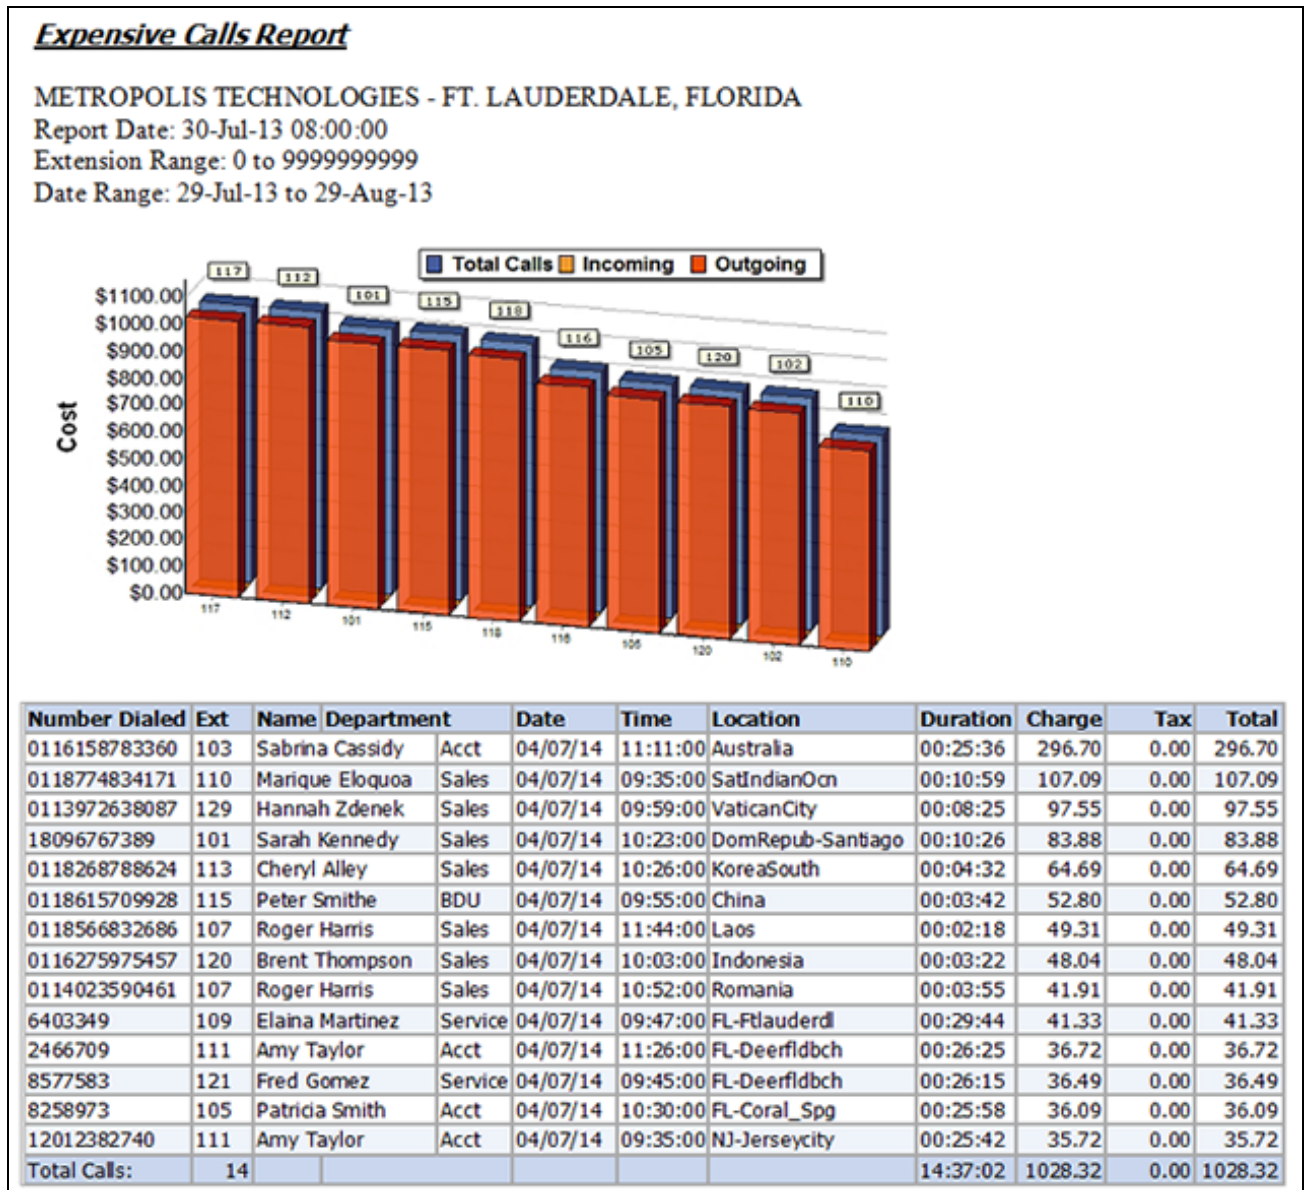 Expensive Calls Report
METROPOLIS TECHNOLOGIES - FT. LAUDERDALE, FLORIDA
Report Date: 30-Jul-13 08:00:00
Extension Range: 0 to 9999999999
Date Range: 29-Jul-13 to 29-Aug-13
Total Calls Incoming Outgoing
117 112 101 115 118 116 105 120 102 110
Cost
$1100.00
$1000.00
$900.00
$800.00
$700.00
$600.00
$500.00
$400.00
$300.00
$200.00
$100.00
$0.00
117 112 101 115 118 116 105 120 102 110
Number Dialed Ext Name Department Date Time Location Duration Charge Tax Total
0116158783360 103 Sabrina Cassidy Acct 04/07/14 11:11:00 Australia 00:25:36 296.70 0.00 296.70
0118774834171 110 Marique Eloquoa Sales 04/07/14 09:35:00 SatIndianOcn 00:10:59 107.09 0.00 107.09
0113972638087 129 Hannah Zdenek Sales 04/07/14 09:59:00 VaticanCity 00:08:25 97.55 0.00 97.55
18096767389 101 Sarah Kennedy Sales 04/07/14 10:23:00 DomRepub-Santiago 00:10:26 83.88 0.00 83.88
0118268788624 113 Cheryl Alley Sales 04/07/14 10:26:00 KoreaSouth 00:04:32 64.69 0.00 64.69
0118615709928 115 Peter Smithe BDU 04/07/14 09:55:00 China 00:03:42 52.80 0.00 52.80
0118566832686 107 Roger Harris Sales 04/07/14 11:44:00 Laos 00:02:18 49.31 0.00 49.31
0116275975457 120 Brent Thompson Sales 04/07/14 10:03:00 Indonesia 00:03:22 48.04 0.00 48.04
0114023590461 107 Roger Harris Sales 04/07/14 10:52:00 Romania 00:03:55 41.91 0.00 41.91
6403349 109 Elaina Martinez Service 04/07/14 09:47:00 FL-Ftlauderdl 00:29:44 41.33 0.00 41.33
2466709 111 Amy Taylor Acct 04/07/14 11:26:00 FL-Deerfldbch 00:26:25 36.72 0.00 36.72
8577583 121 Fred Gomez Service 04/07/14 09:45:00 FL-Deerfldbch 00:26:15 36.49 0.00 36.49
8258973 105 Patricia Smith Acct 04/07/14 10:30:00 FL-Coral_Spg 00:25:58 36.09 0.00 36.09
12012382740 111 Amy Taylor Acct 04/07/14 09:35:00 NJ-Jerseycity 00:25:42 35.72 0.00 35.72
Total Calls: 14 14:37:02 1028.32 0.00 1028.32